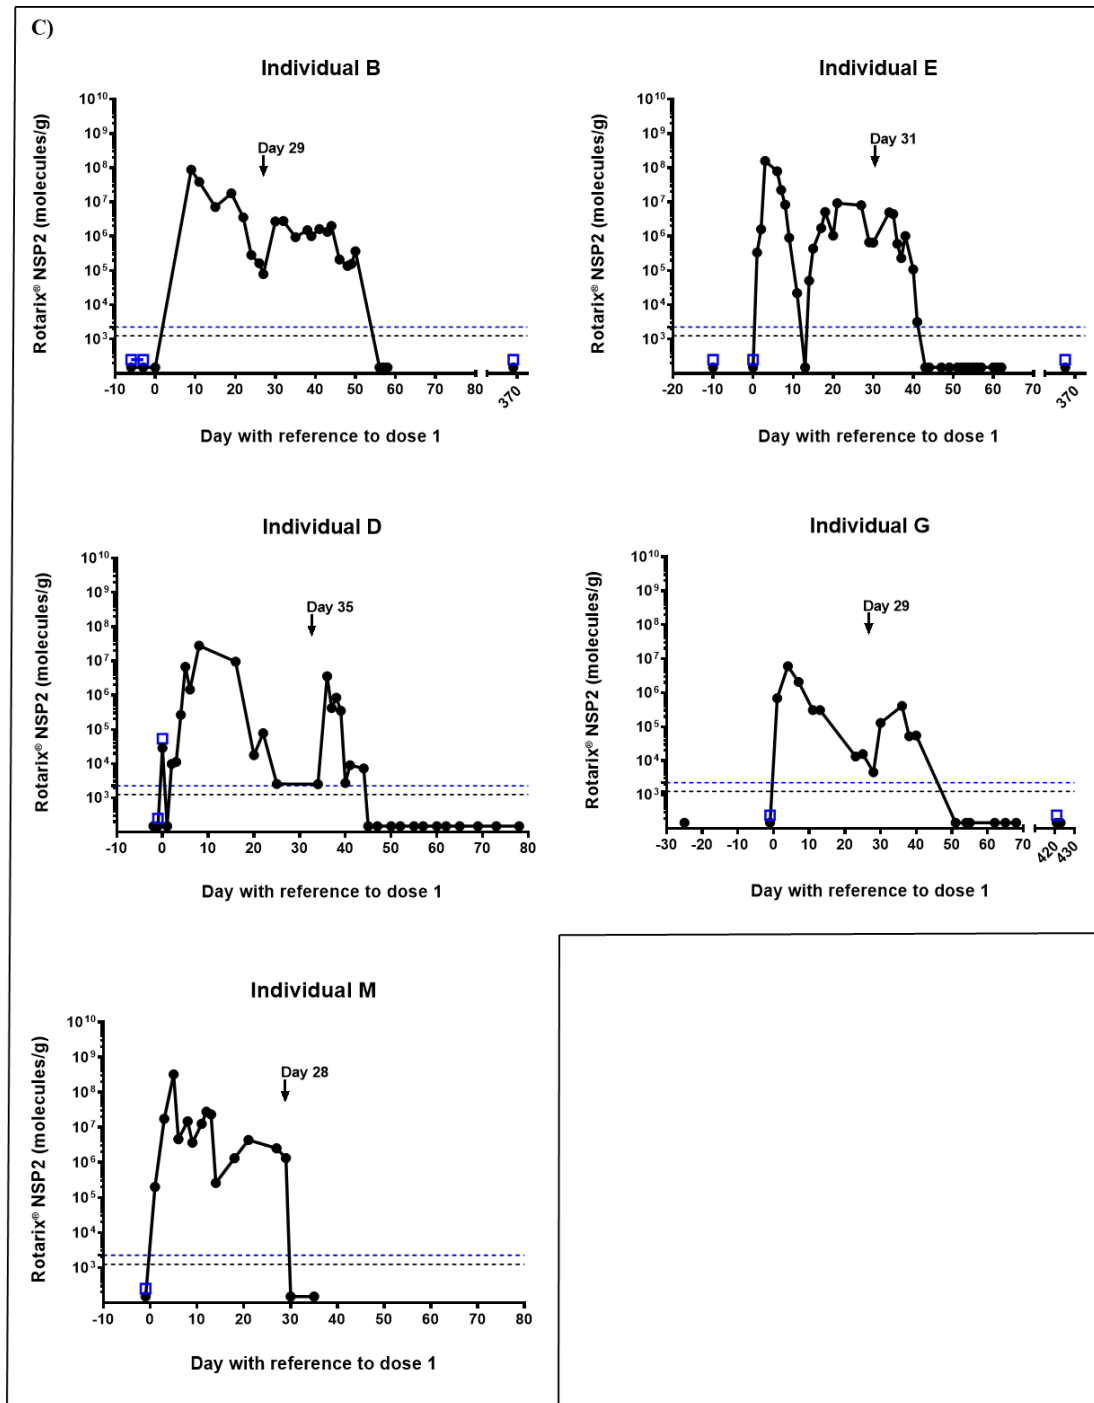 C)
Individual B
Rotarix® NSP2 (molecules/g)
10^10
10^9
10^8
10^7
10^6
10^5
10^4
10^3
Day 29
-10 0 10 20 30 40 50 60 70 80 370
Day with reference to dose 1
Individual E
Rotarix® NSP2 (molecules/g)
10^10
10^9
10^8
10^7
10^6
10^5
10^4
10^3
Day 31
-20 -10 0 10 20 30 40 50 60 70 370
Day with reference to dose 1
Individual D
Rotarix® NSP2 (molecules/g)
10^10
10^9
10^8
10^7
10^6
10^5
10^4
10^3
Day 35
-10 0 10 20 30 40 50 60 70 80
Day with reference to dose 1
Individual G
Rotarix® NSP2 (molecules/g)
10^10
10^9
10^8
10^7
10^6
10^5
10^4
10^3
Day 29
-30 -20 -10 0 10 20 30 40 50 60 70 420 430
Day with reference to dose 1
Individual M
Rotarix® NSP2 (molecules/g)
10^10
10^9
10^8
10^7
10^6
10^5
10^4
10^3
Day 28
-10 0 10 20 30 40 50 60 70 80
Day with reference to dose 1